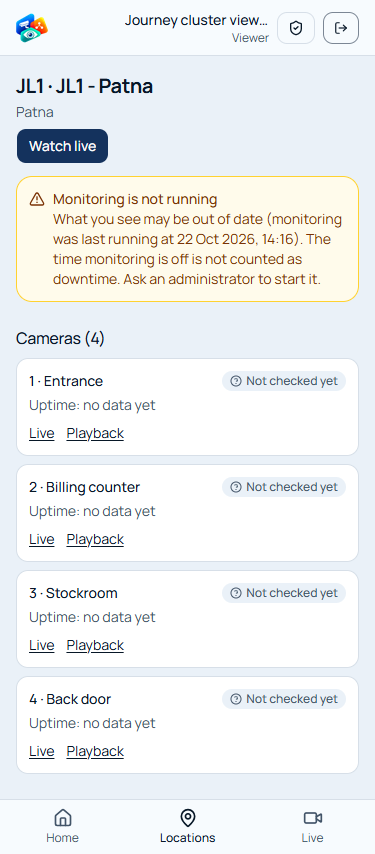 Journey cluster view...
Viewer
JL1 · JL1 - Patna
Patna
Watch live
Monitoring is not running
What you see may be out of date (monitoring
was last running at 22 Oct 2026, 14:16). The
time monitoring is off is not counted as
downtime. Ask an administrator to start it.
Cameras (4)
1 · Entrance
Not checked yet
Uptime: no data yet
Live Playback
2 · Billing counter
Not checked yet
Uptime: no data yet
Live Playback
3 · Stockroom
Not checked yet
Uptime: no data yet
Live Playback
4 · Back door
Not checked yet
Uptime: no data yet
Live Playback
Home Locations Live